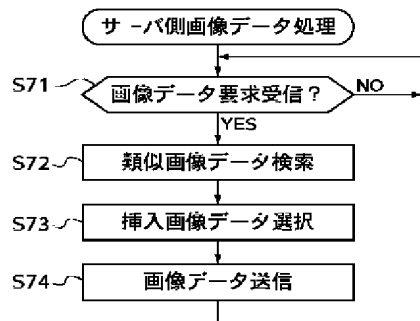 サ－バ側画像データ処理
S71
画像データ要求受信？
NO
YES
S72
類似画像データ検索
S73
挿入画像データ選択
S74
画像データ送信